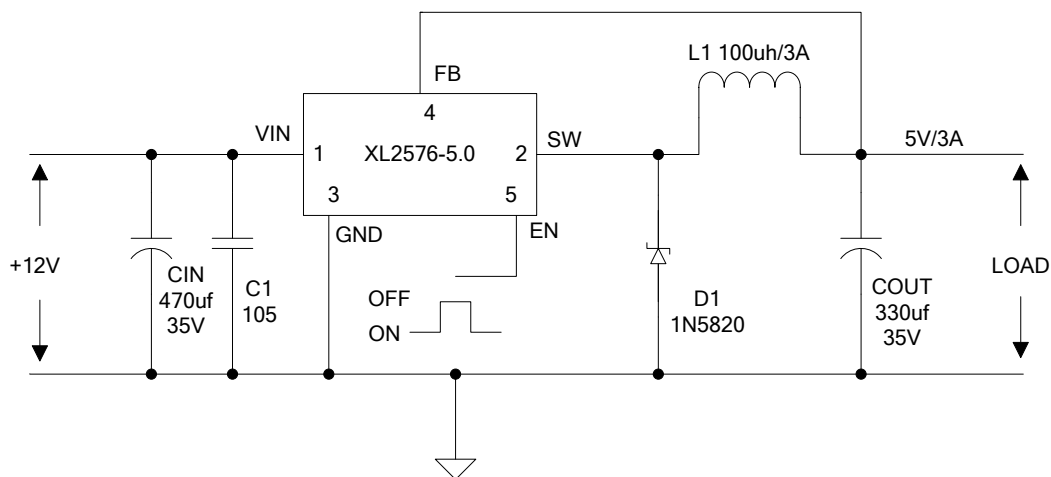 L1 100uh/3A
FB
4
VIN
1
XL2576-5.0
2
SW
5V/3A
3
5
GND
EN
+12V
CIN
470uf
35V
C1
105
OFF
ON
D1
1N5820
COUT
330uf
35V
LOAD